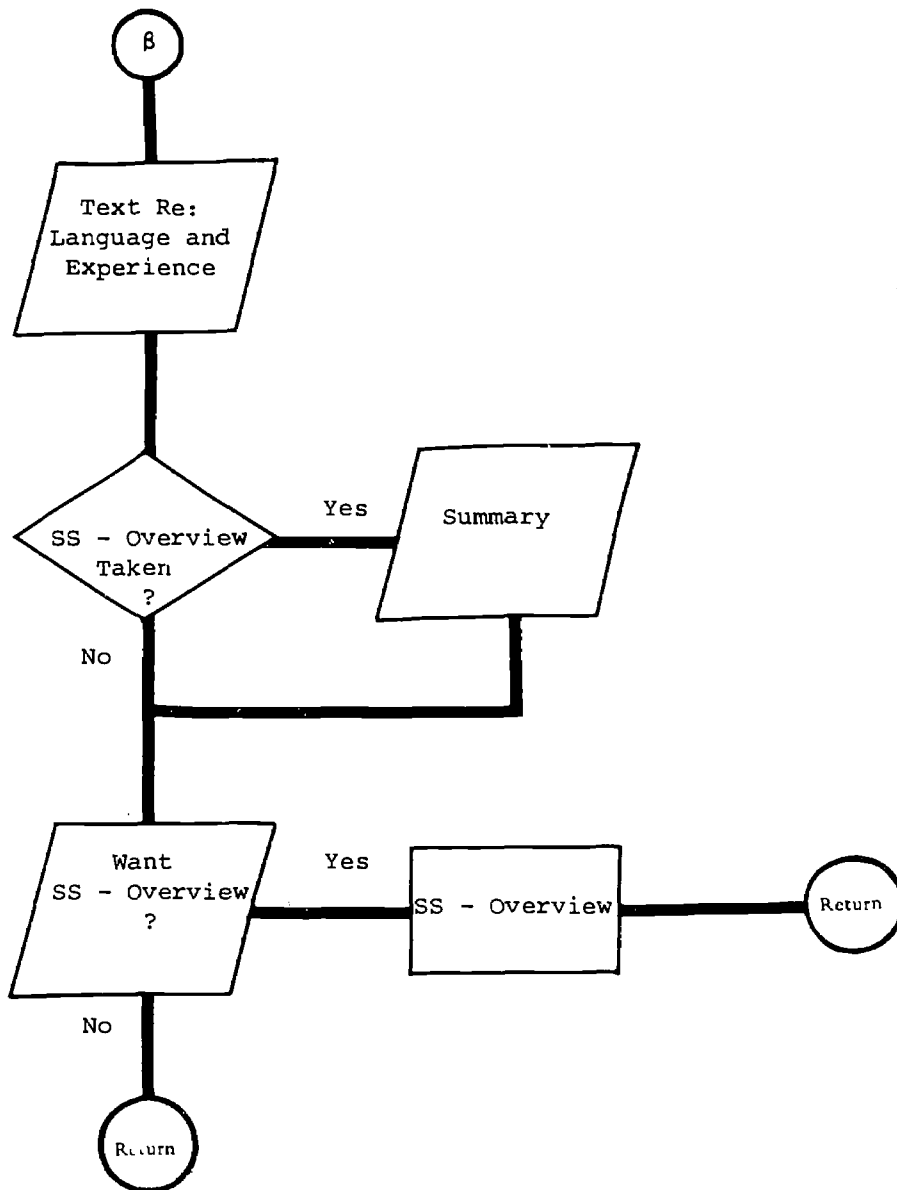 β
Text Re:
Language and
Experience
SS - Overview
Taken
?
Yes
Summary
No
Want
SS - Overview
?
Yes
SS - Overview
Return
No
Return